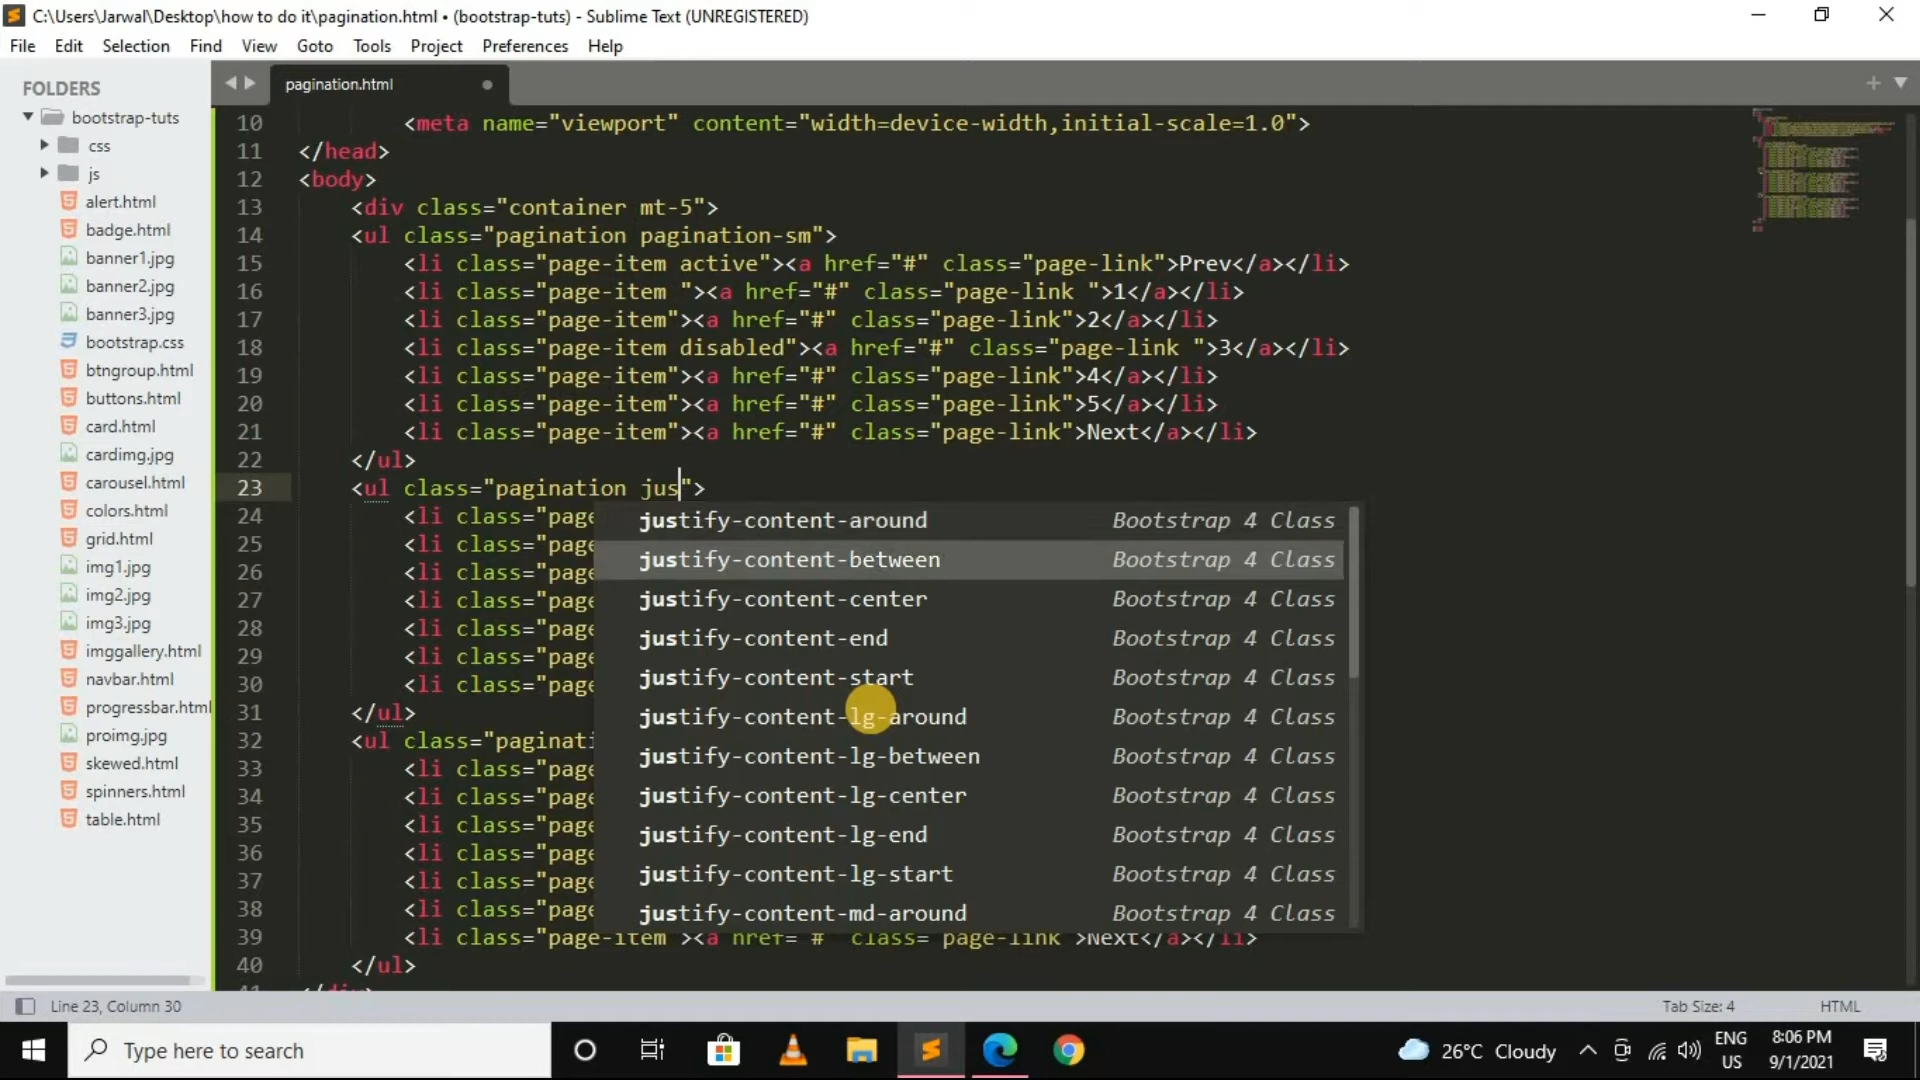 C:\Users\Jarwal\Desktop\how to do it\pagination.html • (bootstrap-tuts) - Sublime Text (UNREGISTERED)
File Edit Selection Find View Goto Tools Project Preferences Help
FOLDERS
bootstrap-tuts
css
js
alert.html
badge.html
banner1.jpg
banner2.jpg
banner3.jpg
bootstrap.css
btngroup.html
buttons.html
card.html
cardimg.jpg
carousel.html
colors.html
grid.html
img1.jpg
img2.jpg
img3.jpg
imggallery.html
navbar.html
progressbar.html
proimg.jpg
skewed.html
spinners.html
table.html
pagination.html
10 <meta name="viewport" content="width=device-width,initial-scale=1.0">
11 </head>
12 <body>
13 <div class="container mt-5">
14 <ul class="pagination pagination-sm">
15 <li class="page-item active"><a href="#" class="page-link">Prev</a></li>
16 <li class="page-item "><a href="#" class="page-link ">1</a></li>
17 <li class="page-item"><a href="#" class="page-link">2</a></li>
18 <li class="page-item disabled"><a href="#" class="page-link ">3</a></li>
19 <li class="page-item"><a href="#" class="page-link">4</a></li>
20 <li class="page-item"><a href="#" class="page-link">5</a></li>
21 <li class="page-item"><a href="#" class="page-link">Next</a></li>
22 </ul>
23 <ul class="pagination jus">
24 <li class="page
25 <li class="page
26 <li class="page
27 <li class="page
28 <li class="page
29 <li class="page
30 <li class="page
31 </ul>
32 <ul class="paginati
33 <li class="page
34 <li class="page
35 <li class="page
36 <li class="page
37 <li class="page
38 <li class="page
39 <li class="page-item"><a href="#" class="page-link">Next</a></li>
40 </ul>
41 </div>
justify-content-around Bootstrap 4 Class
justify-content-between Bootstrap 4 Class
justify-content-center Bootstrap 4 Class
justify-content-end Bootstrap 4 Class
justify-content-start Bootstrap 4 Class
justify-content-lg-around Bootstrap 4 Class
justify-content-lg-between Bootstrap 4 Class
justify-content-lg-center Bootstrap 4 Class
justify-content-lg-end Bootstrap 4 Class
justify-content-lg-start Bootstrap 4 Class
justify-content-md-around Bootstrap 4 Class
Line 23, Column 30
Tab Size: 4 HTML
Type here to search
26°C Cloudy
ENG
US
8:06 PM
9/1/2021